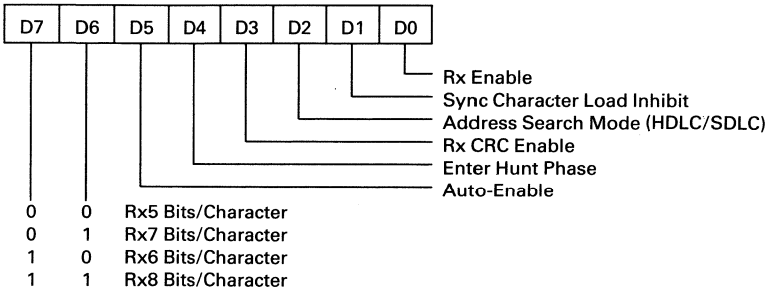 D7 D6 D5 D4 D3 D2 D1 D0
Rx Enable
Sync Character Load Inhibit
Address Search Mode (HDLC/SDLC)
Rx CRC Enable
Enter Hunt Phase
Auto-Enable
0 0 Rx5 Bits/Character
0 1 Rx7 Bits/Character
1 0 Rx6 Bits/Character
1 1 Rx8 Bits/Character